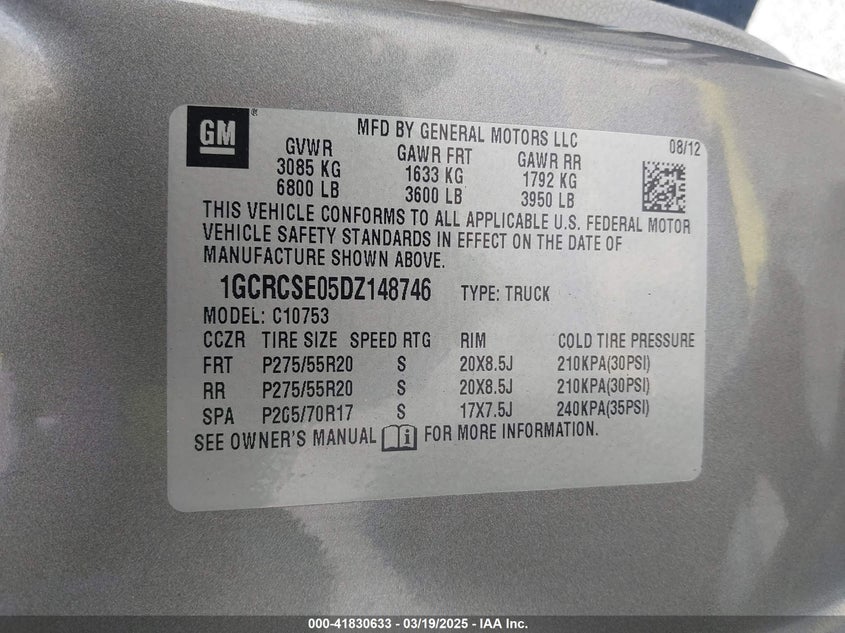 GM ®
MFD BY GENERAL MOTORS LLC
08/12
GVWR GAWR FRT GAWR RR
3085 KG 1633 KG 1792 KG
6800 LB 3600 LB 3950 LB
THIS VEHICLE CONFORMS TO ALL APPLICABLE U.S. FEDERAL MOTOR
VEHICLE SAFETY STANDARDS IN EFFECT ON THE DATE OF
MANUFACTURE SHOWN ABOVE.
1GCRCSE05DZ148746 TYPE: TRUCK
MODEL: C10753
CCZR TIRE SIZE SPEED RTG RIM COLD TIRE PRESSURE
FRT P275/55R20 S 20X8.5J 210KPA(30PSI)
RR P275/55R20 S 20X8.5J 210KPA(30PSI)
SPA P265/70R17 S 17X7.5J 240KPA(35PSI)
SEE OWNER'S MANUAL i FOR MORE INFORMATION.
000-41830633 - 03/19/2025 - IAA Inc.